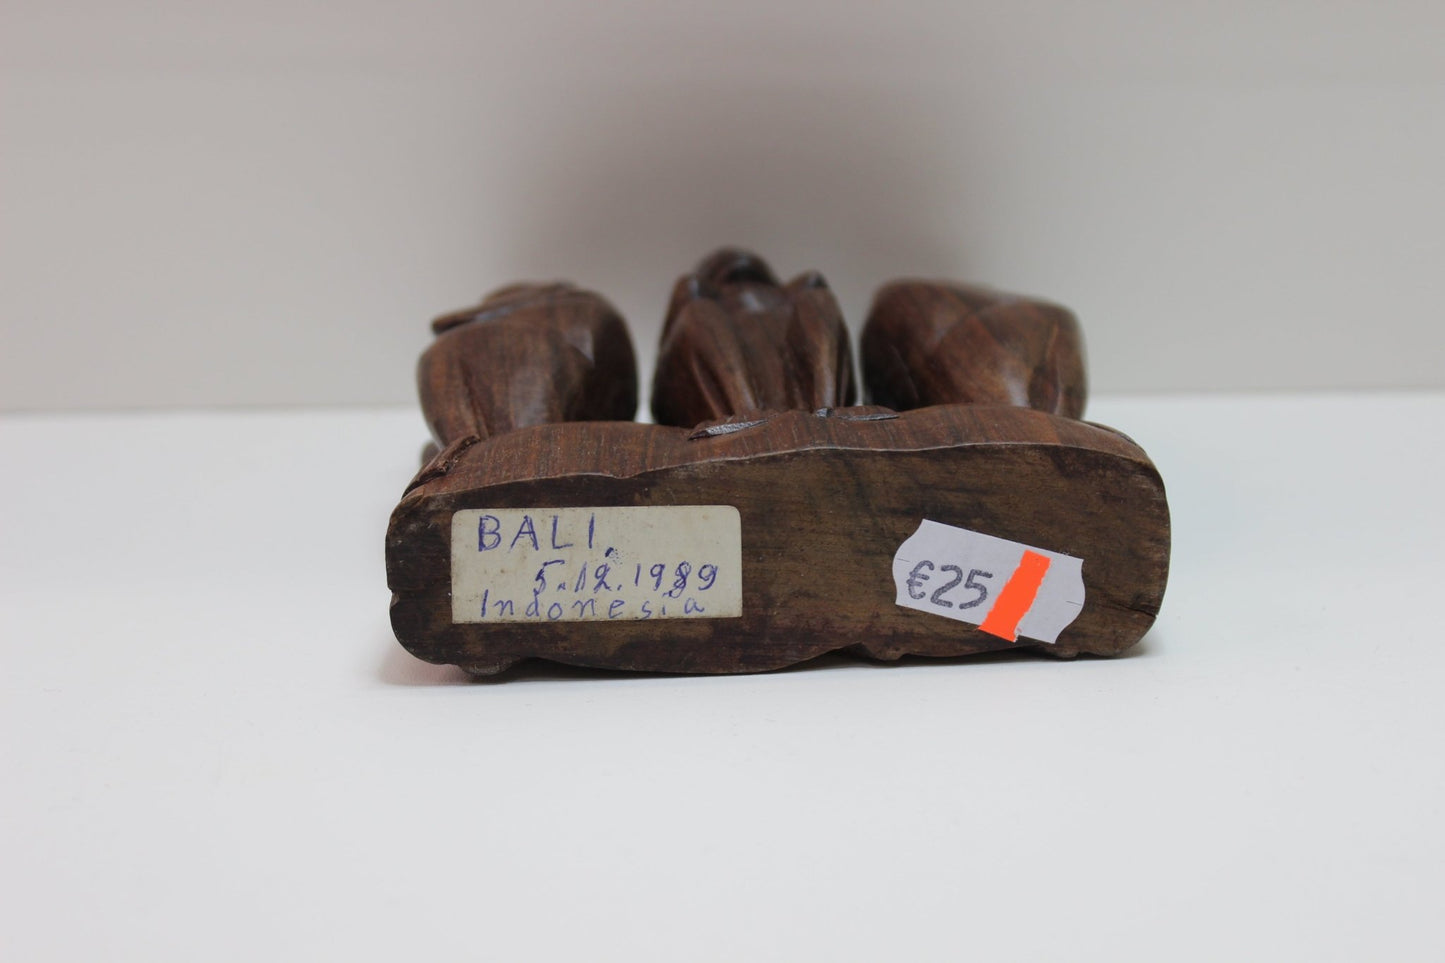 BALI,
5.12.1989
Indonesia
€25